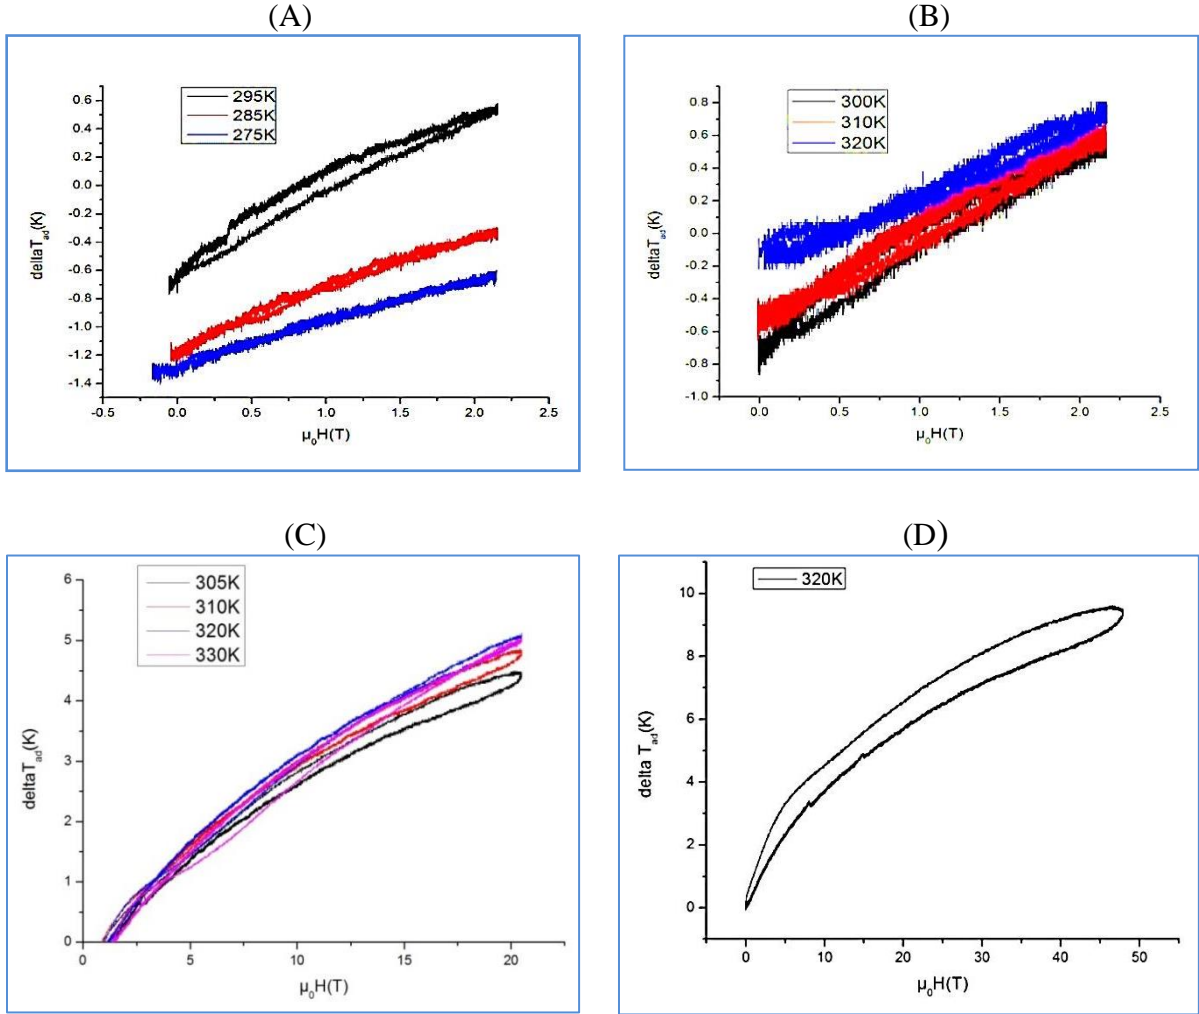 (A)
295K
285K
275K
0.6
0.4
0.2
0.0
-1.2
-0.4
-0.6
-0.8
-1.0
-1.2
-1.4
deltaT_ad(K)
-0.5 0.0 0.5 1.0 1.5 2.0 2.5
μ₀H(T)
(B)
300K
310K
320K
0.8
0.6
0.4
0.2
0.0
-0.2
-0.4
-0.6
-0.8
-1.0
deltaT_ad(K)
0.0 0.5 1.0 1.5 2.0 2.5
μ₀H(T)
(C)
305K
310K
320K
330K
6
5
4
3
2
1
0
deltaT_ad(K)
0 5 10 15 20
μ₀H(T)
(D)
320K
10
8
6
4
2
0
delta T_ad(K)
0 10 20 30 40 50
μ₀H(T)